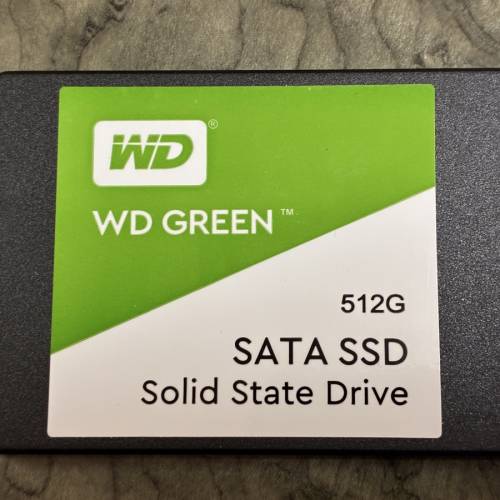 WD®
WD GREEN™
512G
SATA SSD
Solid State Drive